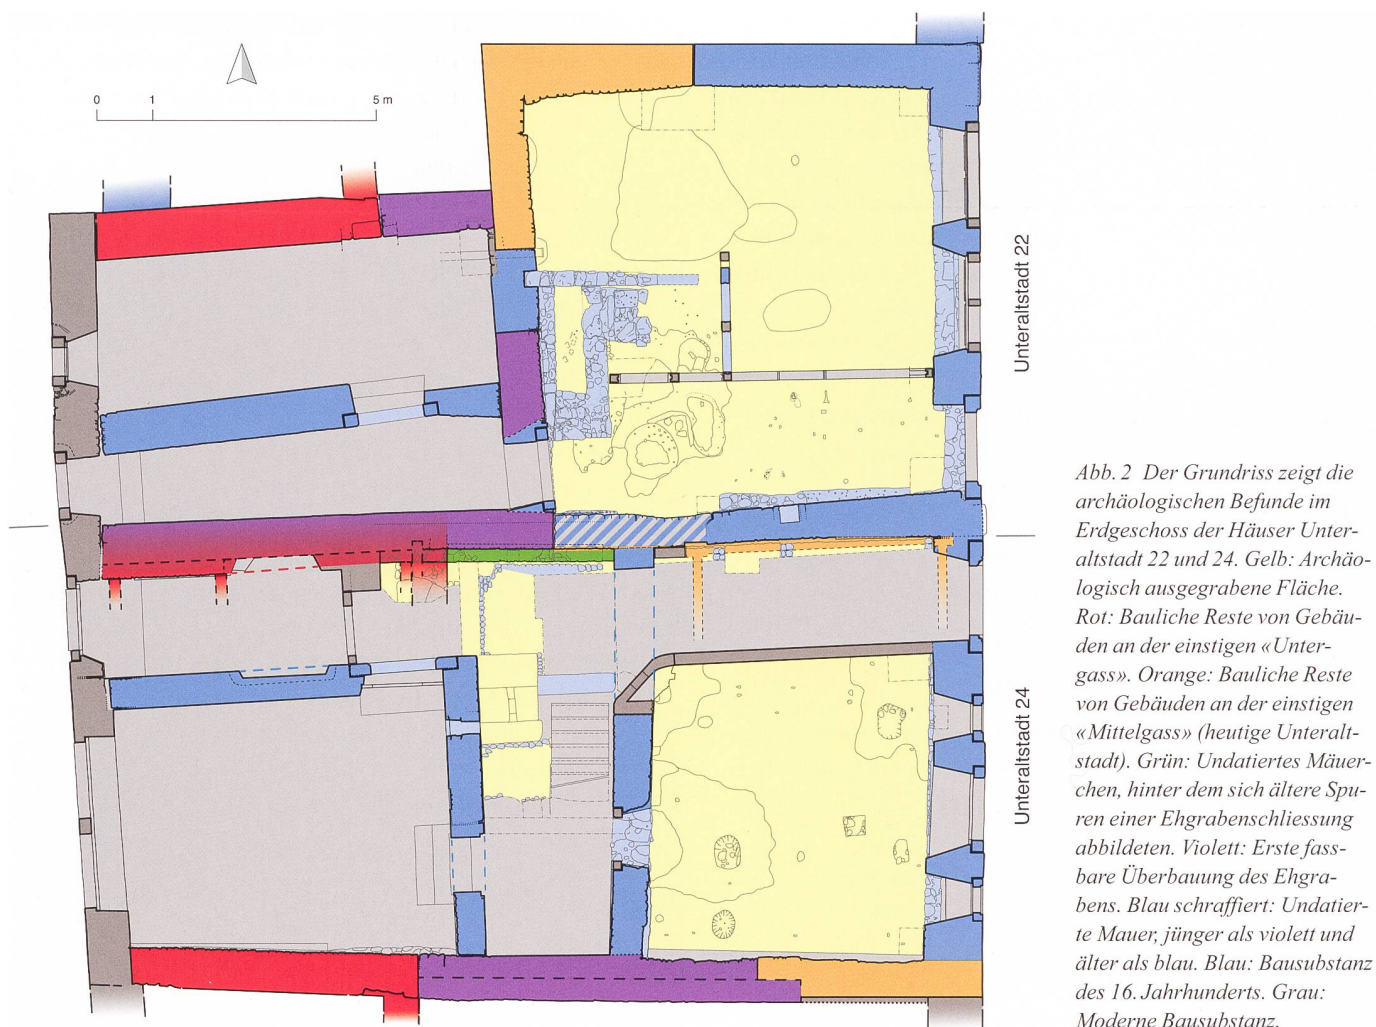 0 1 5 m
Unteraltstadt 22
Unteraltstadt 24
Abb. 2 Der Grundriss zeigt die
archäologischen Befunde im
Erdgeschoss der Häuser Unter-
altstadt 22 und 24. Gelb: Archäo-
logisch ausgegrabene Fläche.
Rot: Bauliche Reste von Gebäu-
den an der einstigen «Unter-
gass». Orange: Bauliche Reste
von Gebäuden an der einstigen
«Mittelgass» (heutige Unteralt-
stadt). Grün: Undatiertes Mäuer-
chen, hinter dem sich ältere Spu-
ren einer Ehgrabenschliessung
abbildeten. Violett: Erste fass-
bare Überbauung des Ehgra-
bens. Blau schraffiert: Undatier-
te Mauer, jünger als violett und
älter als blau. Blau: Bausubstanz
des 16. Jahrhunderts. Grau:
Moderne Bausubstanz.